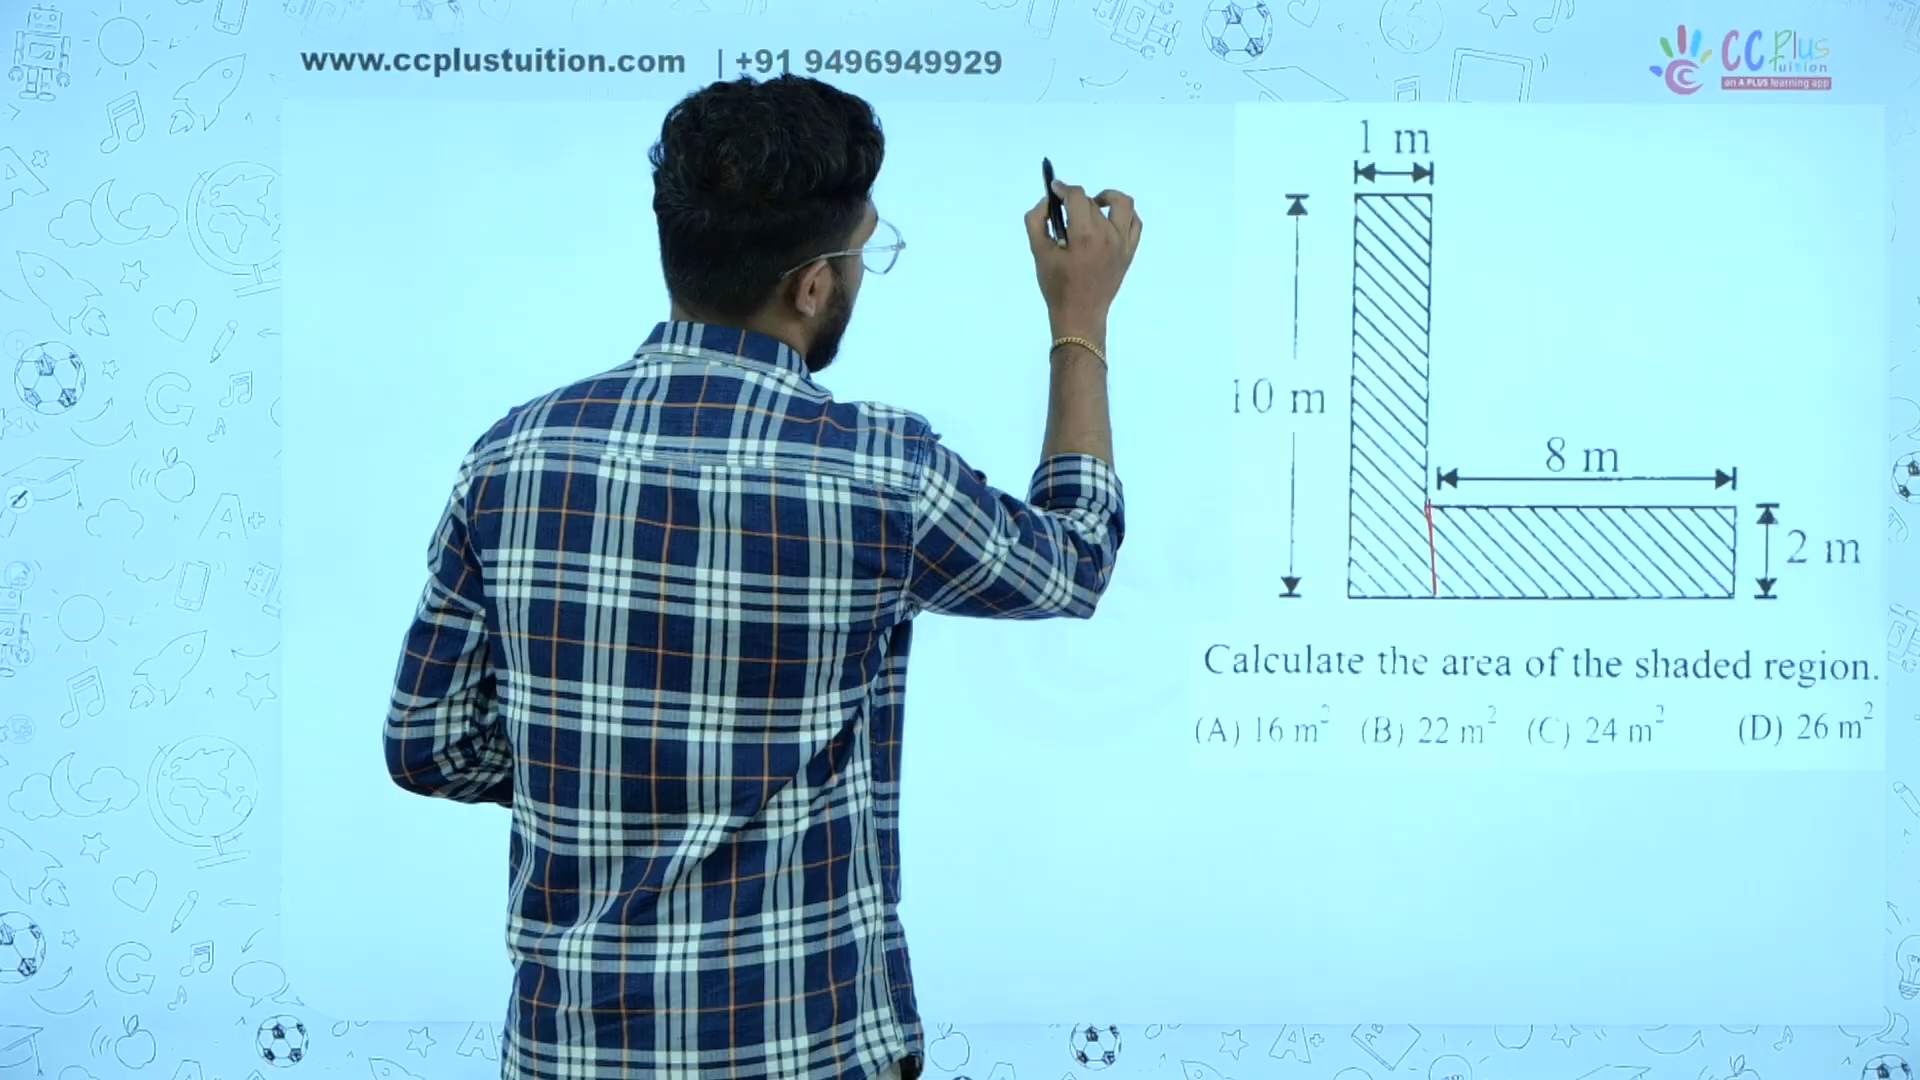 www.ccplustuition.com | +91 9496949929
CC Plus
Tuition
an A PLUS learning app
1 m
10 m
8 m
2 m
Calculate the area of the shaded region.
(A) 16 m² (B) 22 m² (C) 24 m² (D) 26 m²